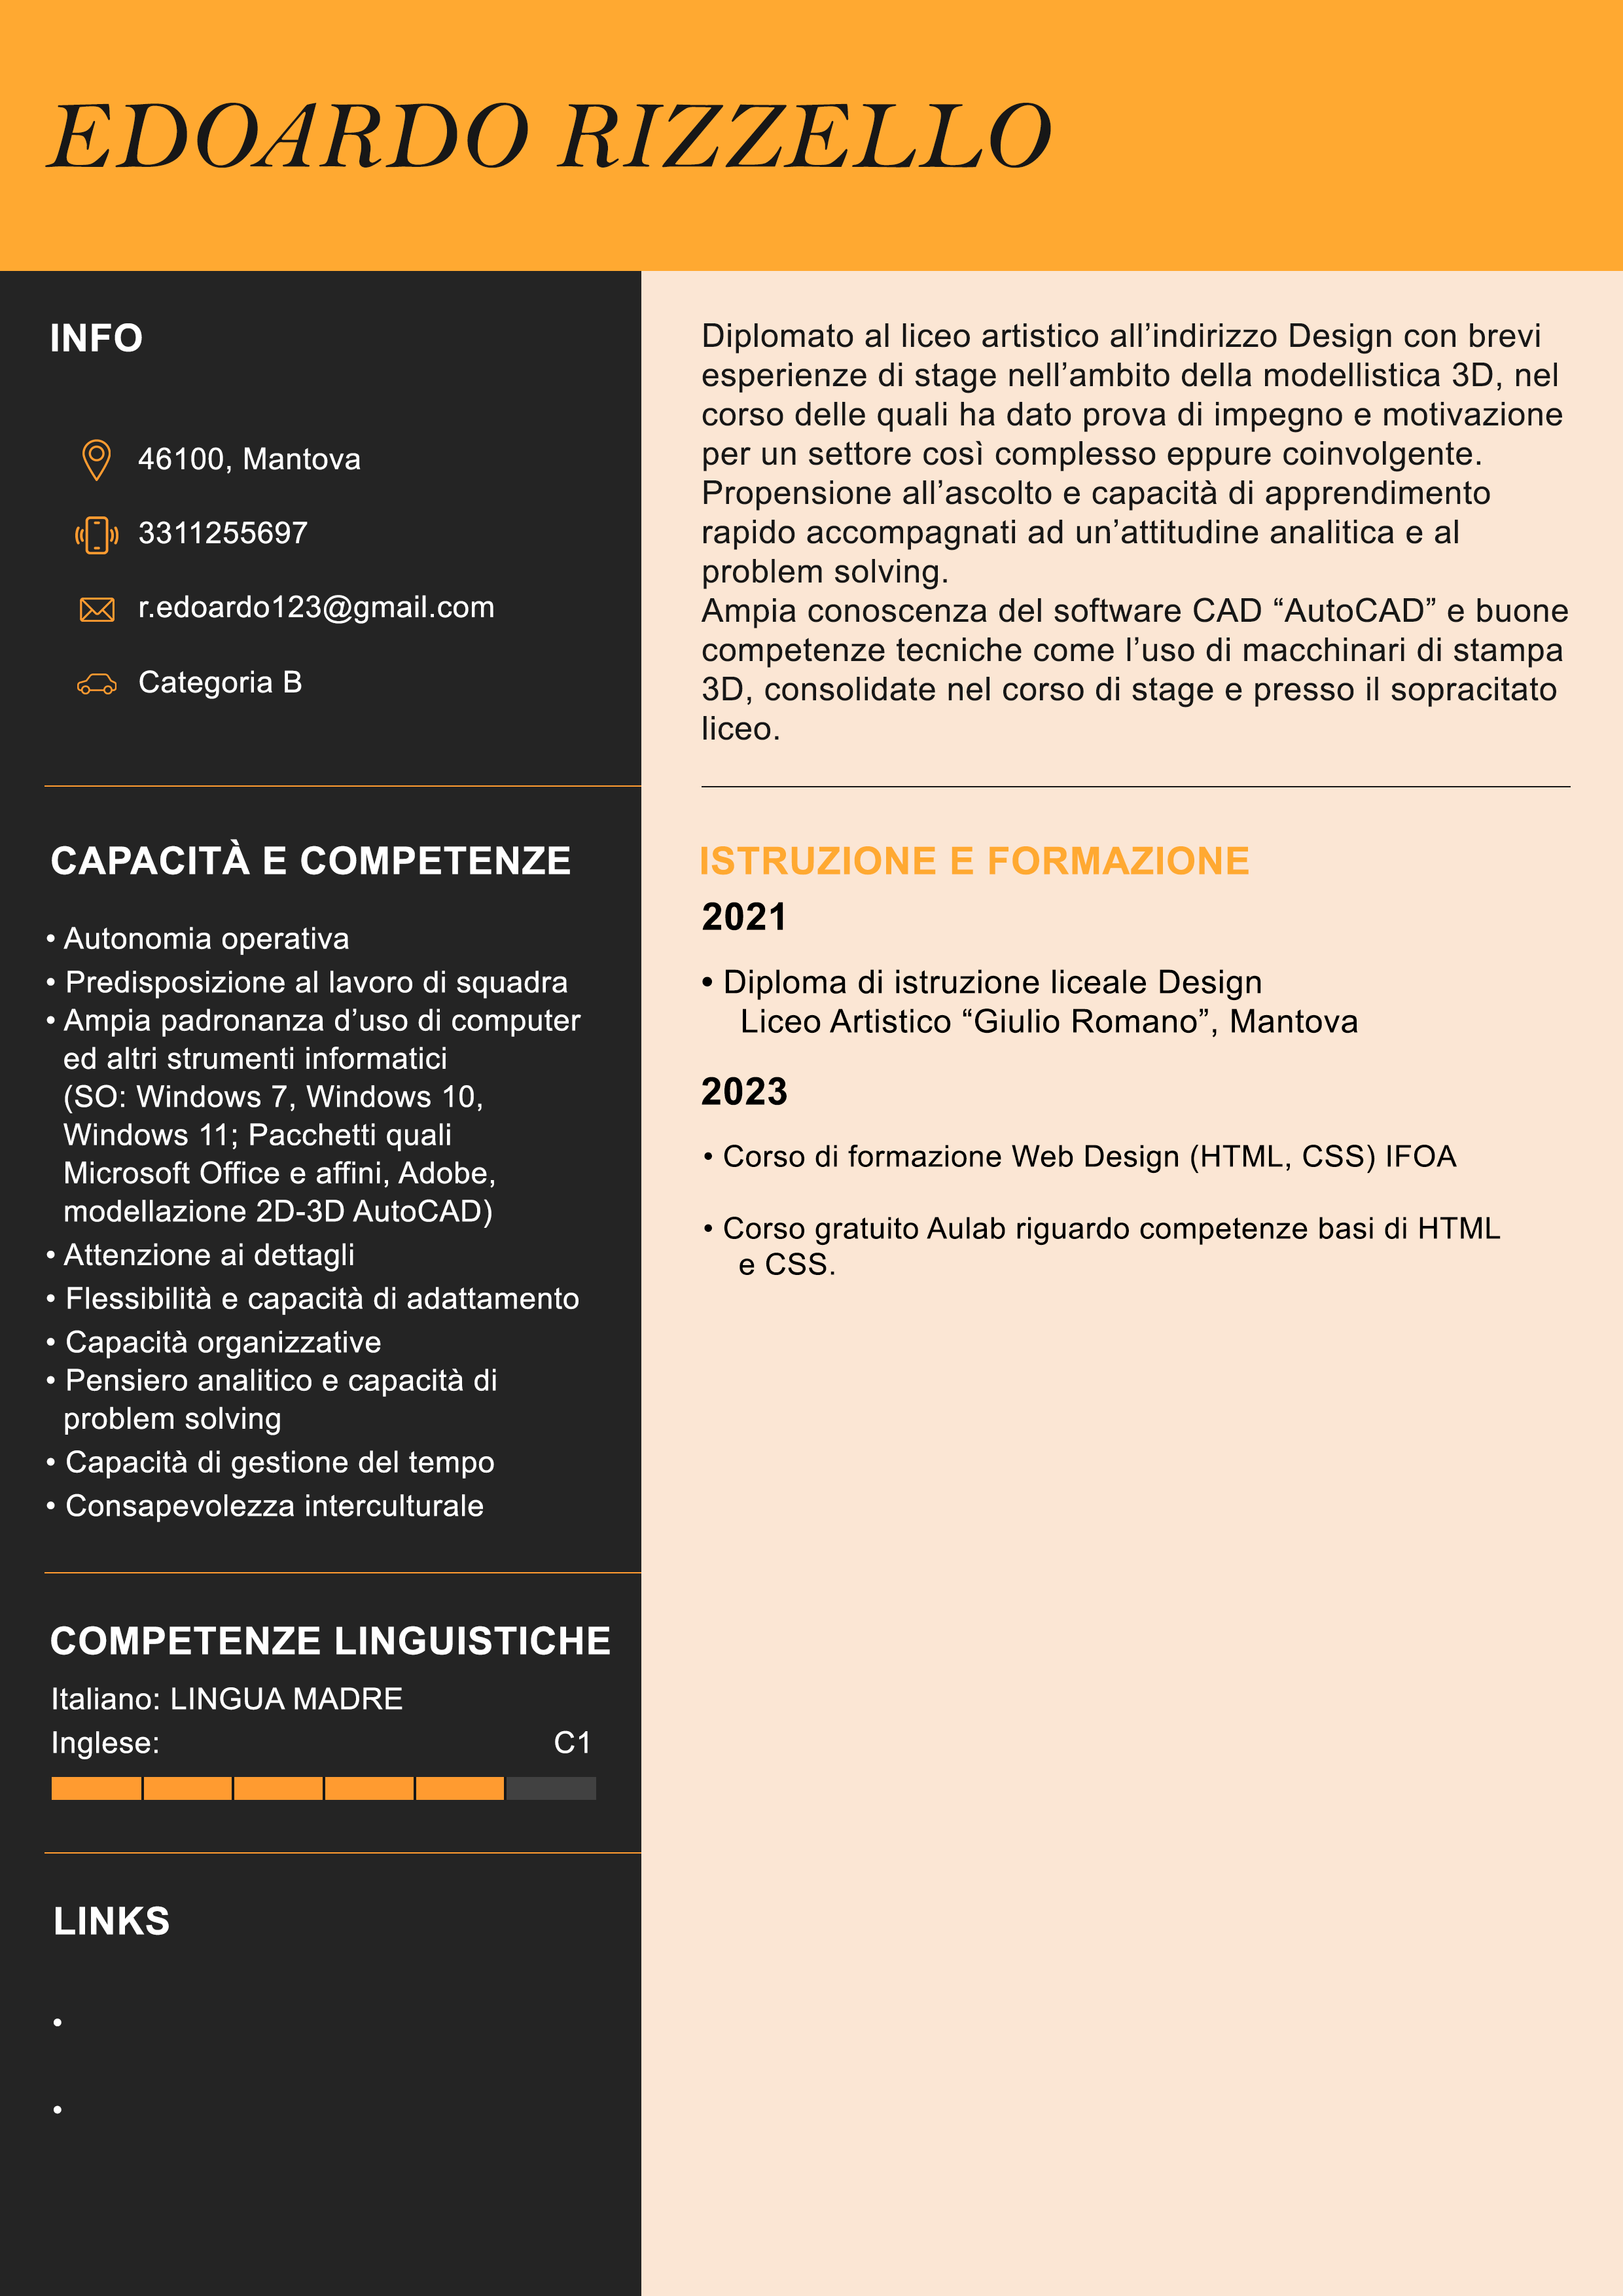 EDOARDO RIZZELLO
INFO
46100, Mantova
3311255697
r.edoardo123@gmail.com
Categoria B
CAPACITÀ E COMPETENZE
• Autonomia operativa
• Predisposizione al lavoro di squadra
• Ampia padronanza d’uso di computer
ed altri strumenti informatici
(SO: Windows 7, Windows 10,
Windows 11; Pacchetti quali
Microsoft Office e affini, Adobe,
modellazione 2D-3D AutoCAD)
• Attenzione ai dettagli
• Flessibilità e capacità di adattamento
• Capacità organizzative
• Pensiero analitico e capacità di
problem solving
• Capacità di gestione del tempo
• Consapevolezza interculturale
COMPETENZE LINGUISTICHE
Italiano: LINGUA MADRE
Inglese: C1
LINKS
•
•
Diplomato al liceo artistico all’indirizzo Design con brevi
esperienze di stage nell’ambito della modellistica 3D, nel
corso delle quali ha dato prova di impegno e motivazione
per un settore così complesso eppure coinvolgente.
Propensione all’ascolto e capacità di apprendimento
rapido accompagnati ad un’attitudine analitica e al
problem solving.
Ampia conoscenza del software CAD “AutoCAD” e buone
competenze tecniche come l’uso di macchinari di stampa
3D, consolidate nel corso di stage e presso il sopracitato
liceo.
ISTRUZIONE E FORMAZIONE
2021
• Diploma di istruzione liceale Design
Liceo Artistico “Giulio Romano”, Mantova
2023
• Corso di formazione Web Design (HTML, CSS) IFOA
• Corso gratuito Aulab riguardo competenze basi di HTML
e CSS.